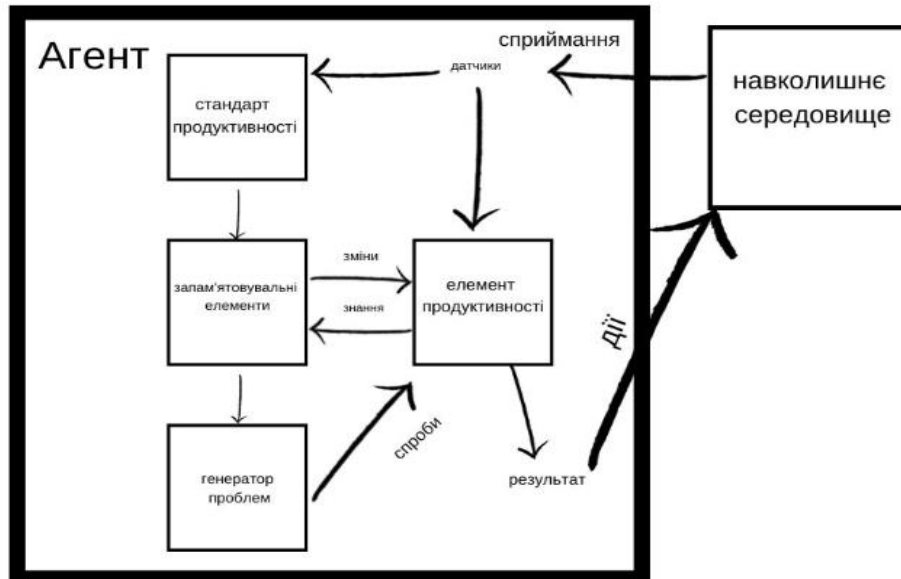 Агент
сприймання
датчики
навколишнє
середовище
стандарт
продуктивності
запам'ятовувальні
елементи
зміни
знання
елемент
продуктивності
дії
спроби
генератор
проблем
результат